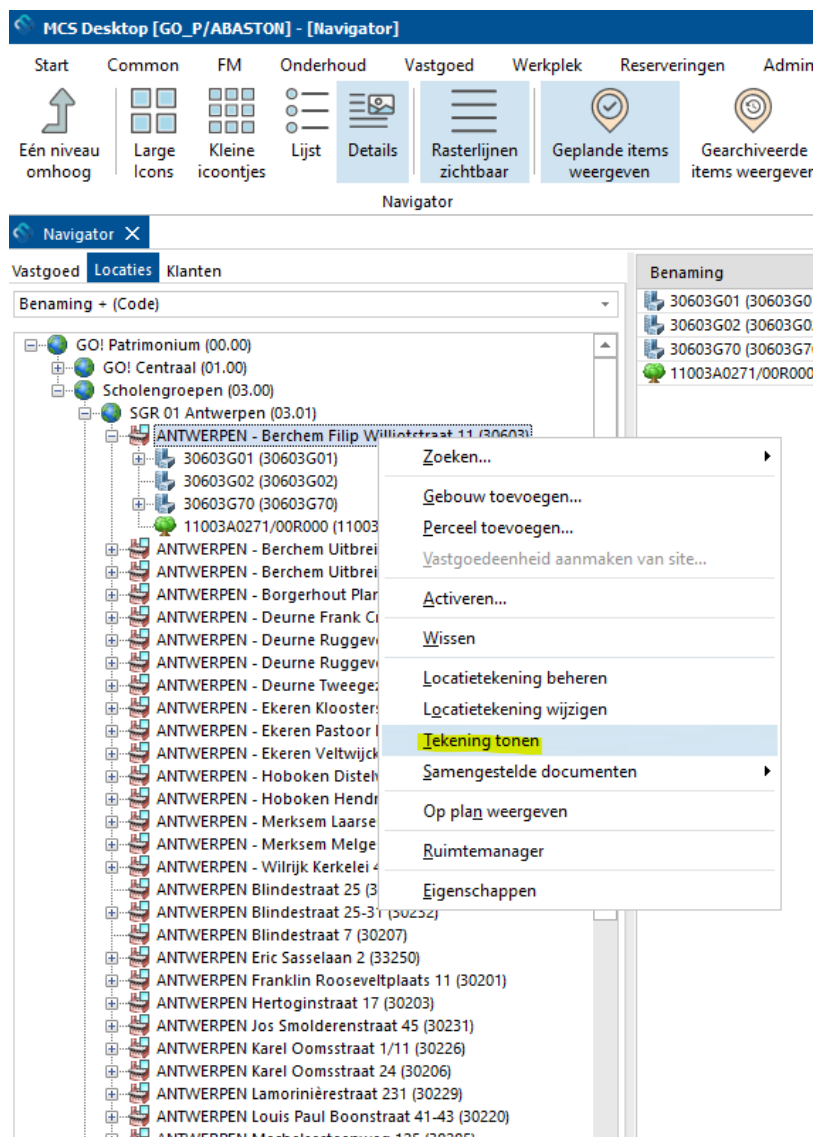 MCS Desktop [GO_P/ABASTON] - [Navigator]
Start Common FM Onderhoud Vastgoed Werkplek Reserveringen Admin
Eén niveau omhoog
Large Icons
Kleine icoontjes
Lijst
Details
Rasterlijnen zichtbaar
Geplande items weergeven
Gearchiveerde items weergeven
Navigator
Navigator
Vastgoed Locaties Klanten
Benaming + (Code)
GO! Patrimonium (00.00)
GO! Centraal (01.00)
Scholengroepen (03.00)
SGR 01 Antwerpen (03.01)
ANTWERPEN - Berchem Filip Williotstraat 11 (30603)
30603G01 (30603G01)
30603G02 (30603G02)
30603G70 (30603G70)
11003A0271/00R000 (11003
ANTWERPEN - Berchem Uitbrei
ANTWERPEN - Berchem Uitbrei
ANTWERPEN - Borgerhout Plan
ANTWERPEN - Deurne Frank Cr
ANTWERPEN - Deurne Ruggev
ANTWERPEN - Deurne Ruggev
ANTWERPEN - Deurne Tweegez
ANTWERPEN - Ekeren Klooster
ANTWERPEN - Ekeren Pastoor
ANTWERPEN - Ekeren Veltwijck
ANTWERPEN - Hoboken Distel
ANTWERPEN - Hoboken Hendr
ANTWERPEN - Merksem Laarse
ANTWERPEN - Merksem Melge
ANTWERPEN - Wilrijk Kerkelei 4
ANTWERPEN Blindestraat 25 (3
ANTWERPEN Blindestraat 25-31 (30232)
ANTWERPEN Blindestraat 7 (30207)
ANTWERPEN Eric Sasselaan 2 (33250)
ANTWERPEN Franklin Rooseveltplaats 11 (30201)
ANTWERPEN Hertoginstraat 17 (30203)
ANTWERPEN Jos Smolderenstraat 45 (30231)
ANTWERPEN Karel Oomsstraat 1/11 (30226)
ANTWERPEN Karel Oomsstraat 24 (30206)
ANTWERPEN Lamorinièrestraat 231 (30229)
ANTWERPEN Louis Paul Boonstraat 41-43 (30220)
Zoeken...
Gebouw toevoegen...
Perceel toevoegen...
Vastgoedeenheid aanmaken van site...
Activeren...
Wissen
Locatietekening beheren
Locatietekening wijzigen
Tekening tonen
Samengestelde documenten
Op plan weergeven
Ruimtemanager
Eigenschappen
Benaming
30603G01 (30603G0
30603G02 (30603G0
30603G70 (30603G7
11003A0271/00R000